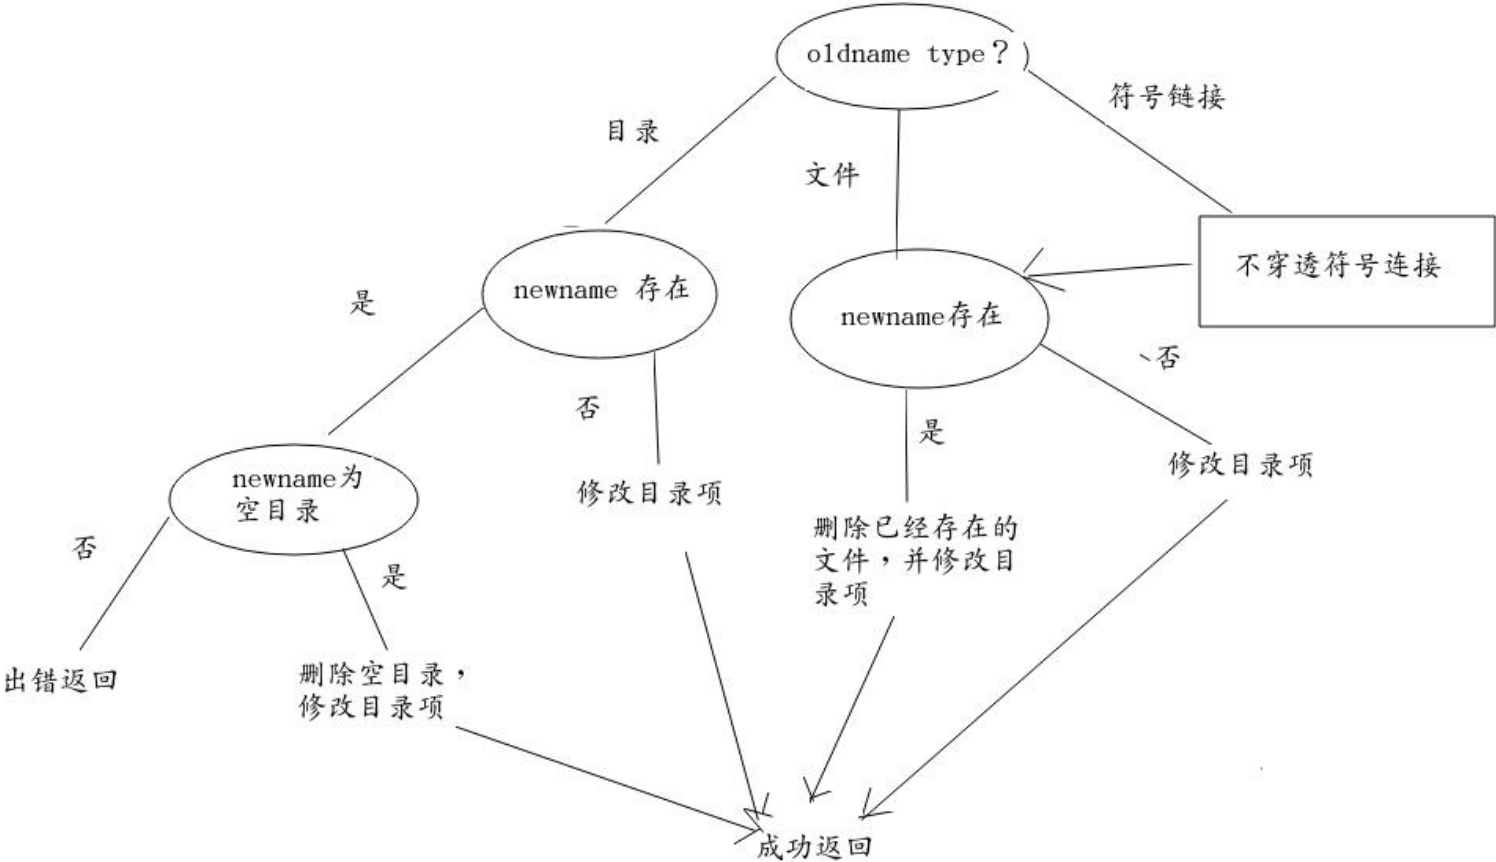 oldname type？
符号链接
目录
文件
不穿透符号连接
newname 存在
newname存在
是
否
否
是
newname为
空目录
修改目录项
修改目录项
否
是
删除已经存在的
文件，并修改目
录项
出错返回
删除空目录，
修改目录项
成功返回